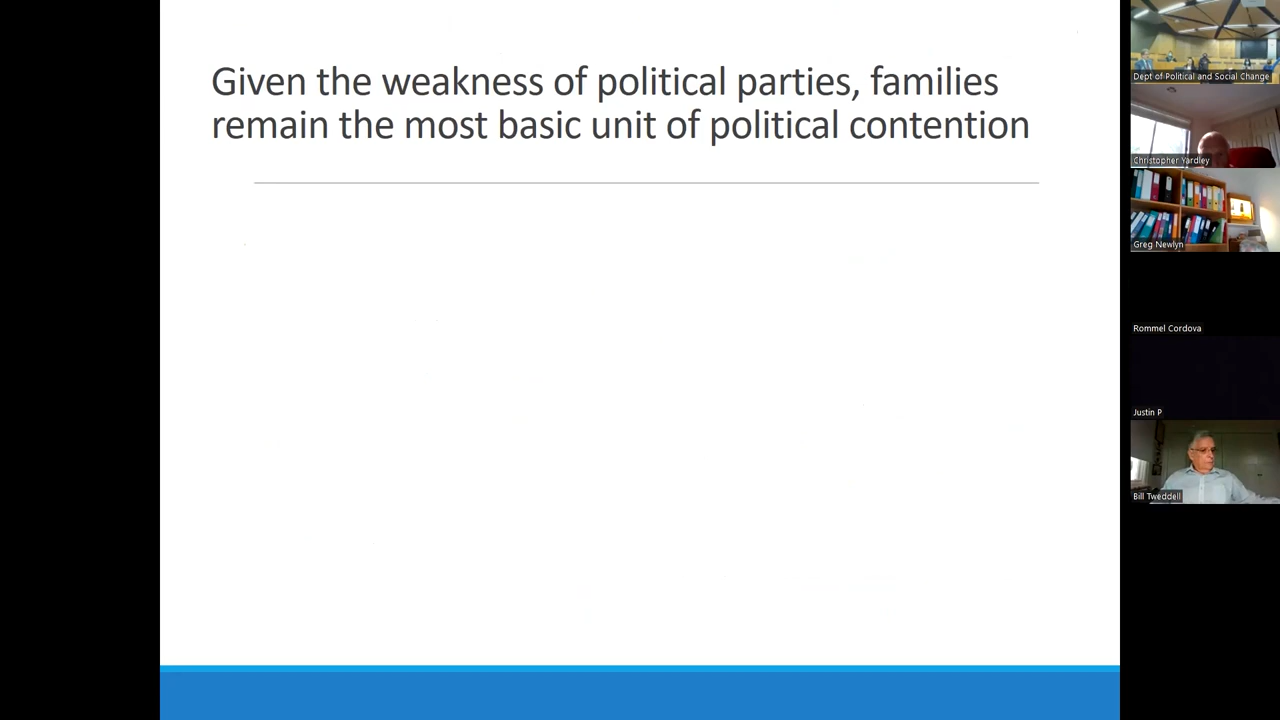 Given the weakness of political parties, families
remain the most basic unit of political contention
Dept of Political and Social Change
Christopher Yardley
Greg Newlyn
Rommel Cordova
Justin P
Bill Tweddell